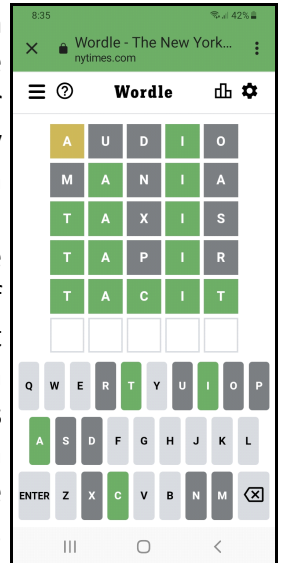 8:35 42%
Wordle - The New York...
nytimes.com
Wordle
A U D I O
M A N I A
T A X I S
T A P I R
T A C I T
Q W E R T Y U I O P
A S D F G H J K L
ENTER Z X C V B N M